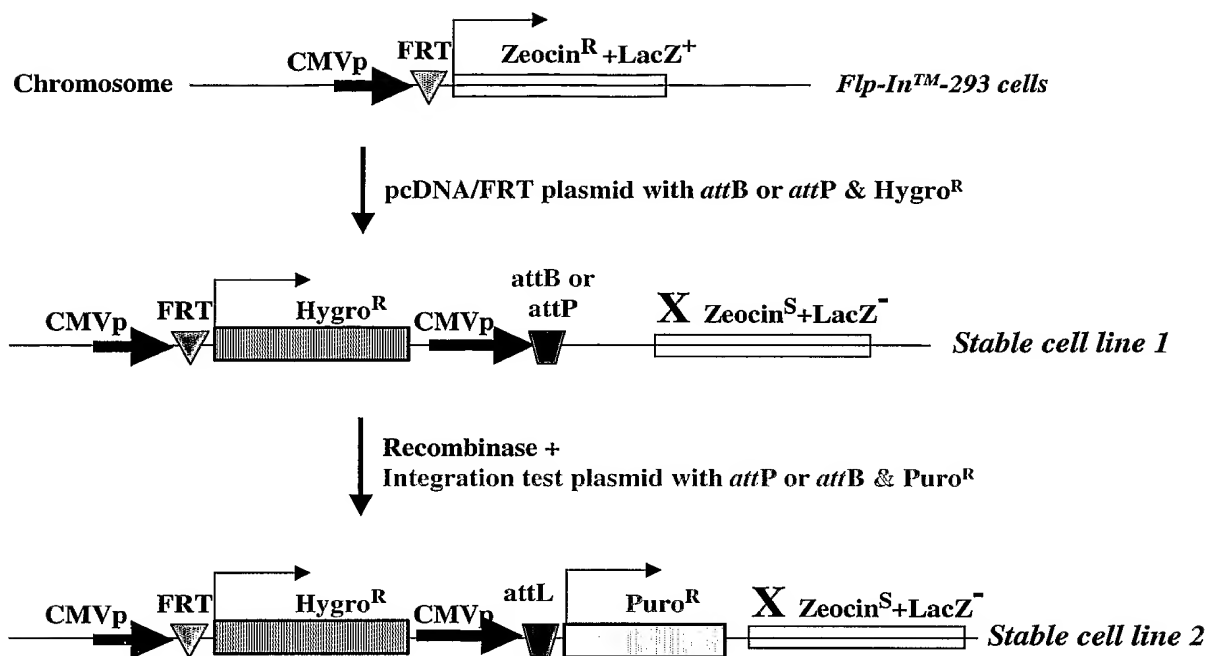 CMVp FRT Zeocin^R +LacZ^+
Chromosome Flp-In™-293 cells
pcDNA/FRT plasmid with attB or attP & Hygro^R
attB or
attP
CMVp FRT Hygro^R CMVp X Zeocin^S+LacZ^-
Stable cell line 1
Recombinase +
Integration test plasmid with attP or attB & Puro^R
CMVp FRT Hygro^R CMVp attL Puro^R X Zeocin^S+LacZ^-
Stable cell line 2